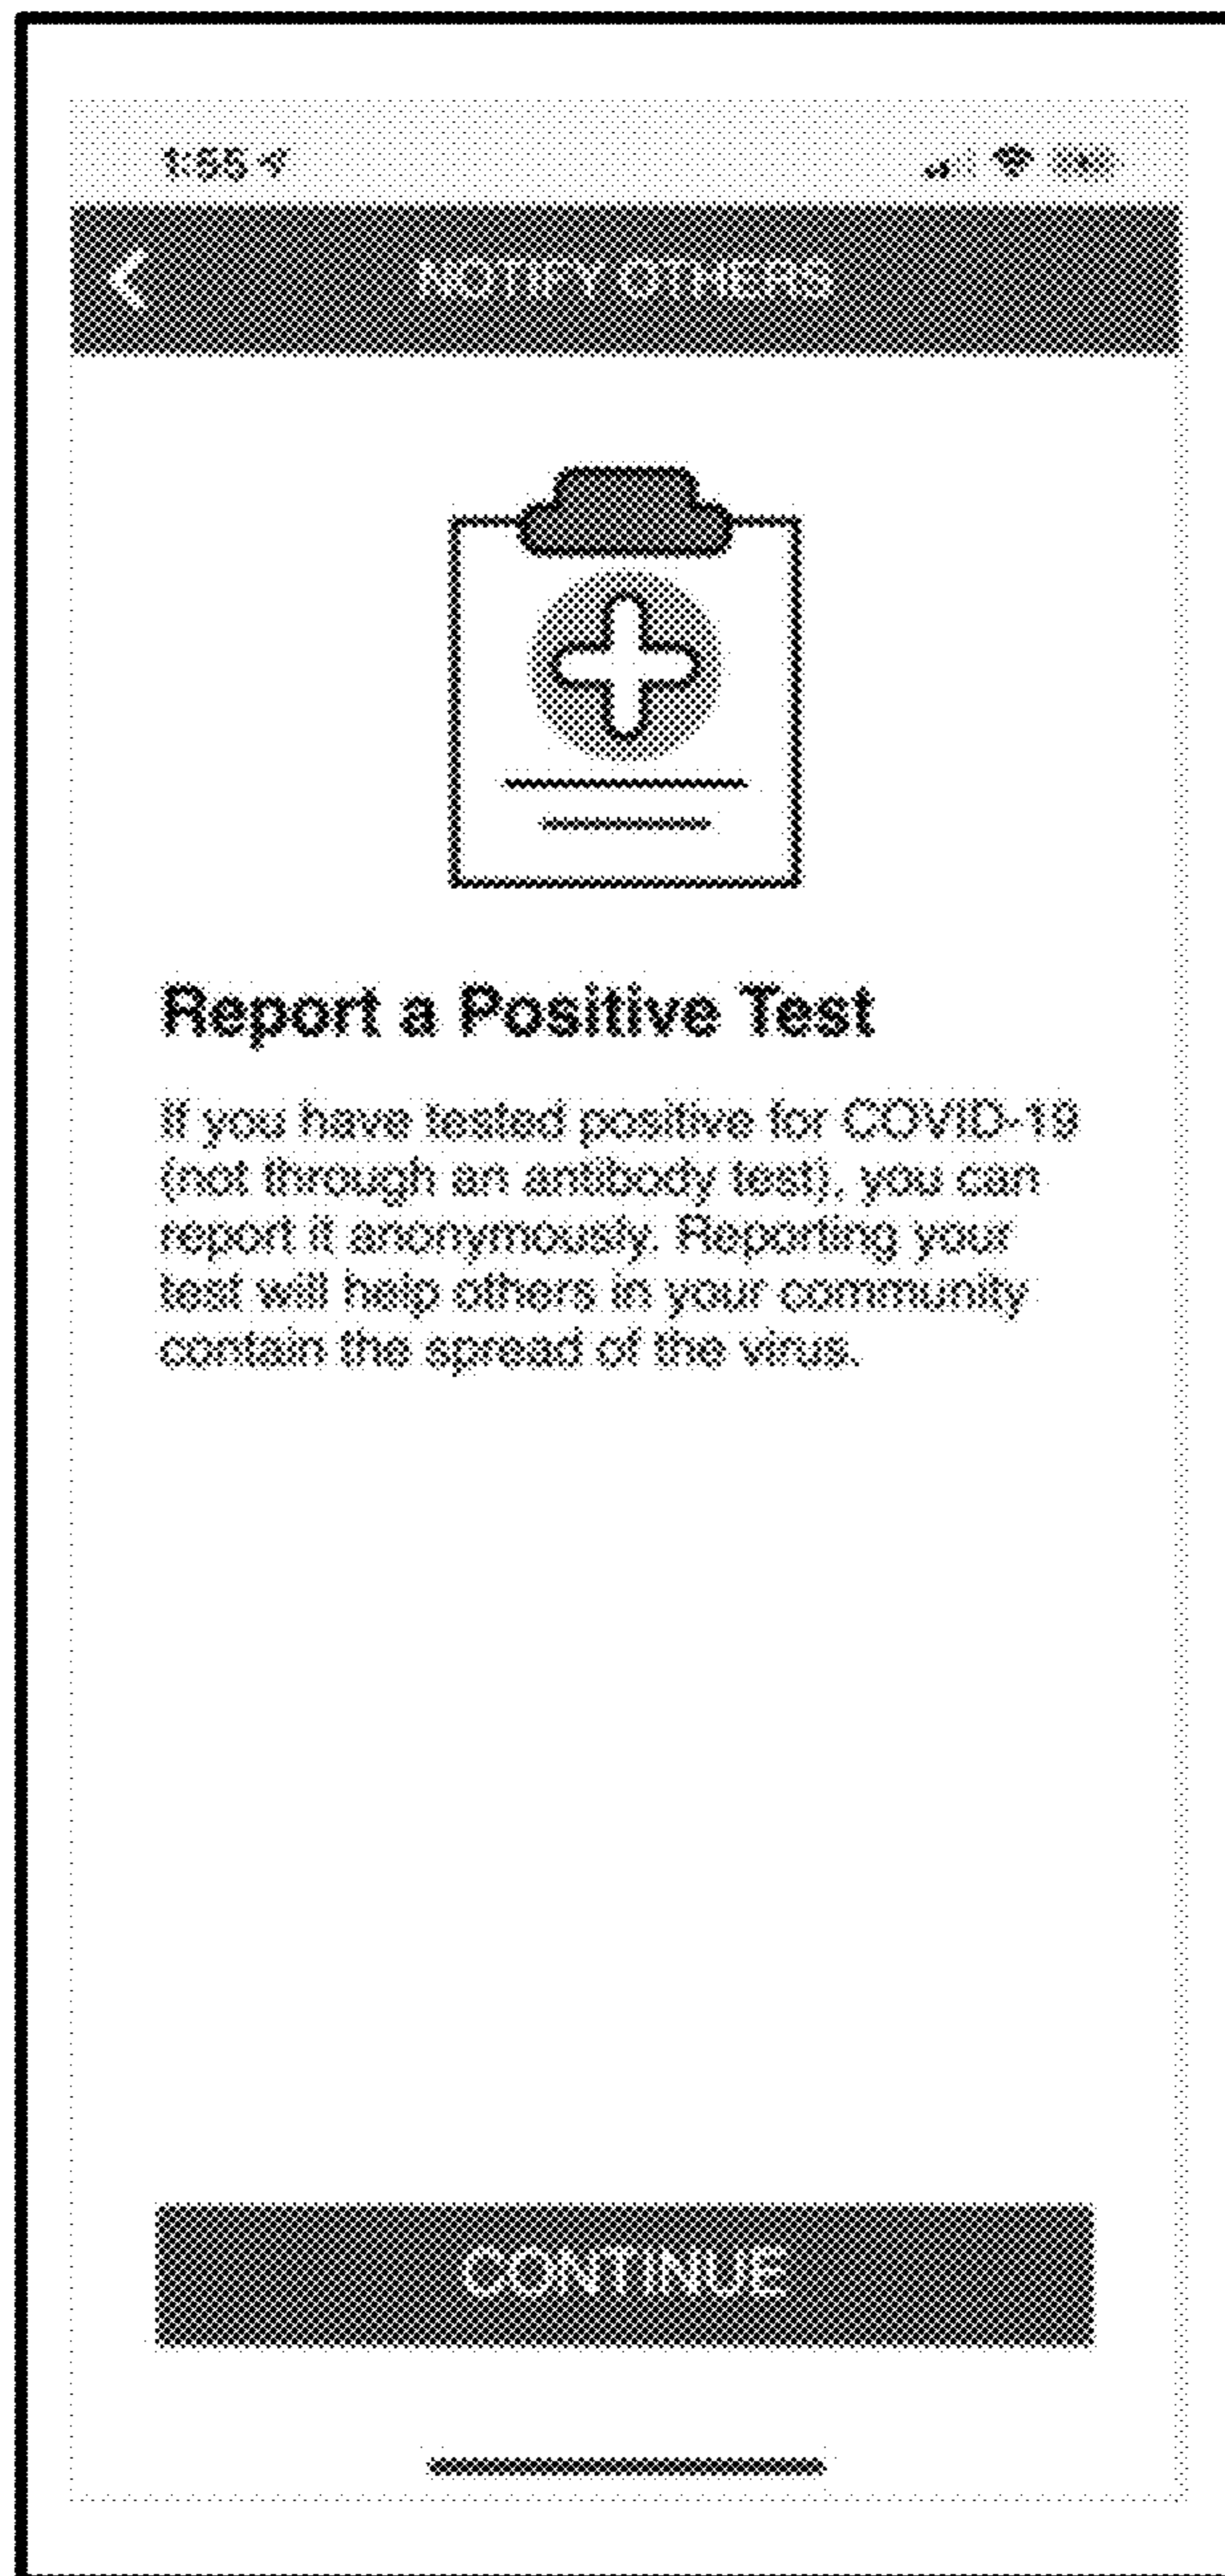 1:55
NOTIFY OTHERS
Report a Positive Test
If you have tested positive for COVID-19
(not through an antibody test), you can
report it anonymously. Reporting your
test will help others in your community
contain the spread of the virus.
CONTINUE